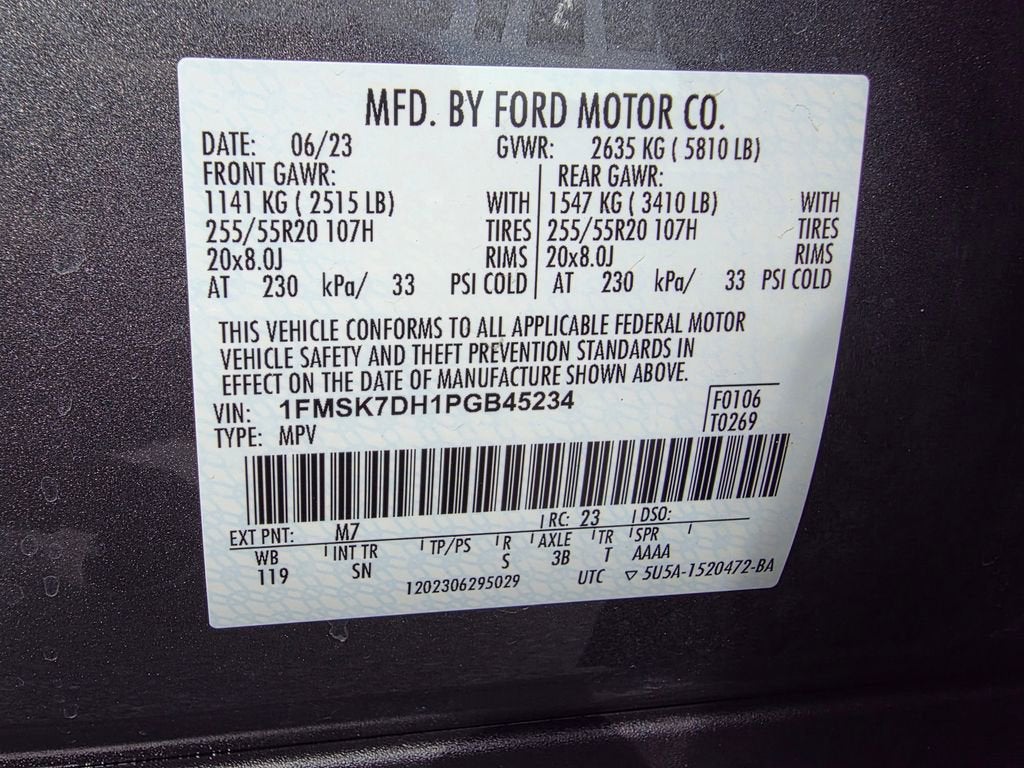 MFD. BY FORD MOTOR CO.
DATE: 06/23 GVWR: 2635 KG ( 5810 LB)
FRONT GAWR: REAR GAWR:
1141 KG ( 2515 LB) WITH 1547 KG ( 3410 LB) WITH
255/55R20 107H TIRES 255/55R20 107H TIRES
20x8.0J RIMS 20x8.0J RIMS
AT 230 kPa/ 33 PSI COLD AT 230 kPa/ 33 PSI COLD
THIS VEHICLE CONFORMS TO ALL APPLICABLE FEDERAL MOTOR
VEHICLE SAFETY AND THEFT PREVENTION STANDARDS IN
EFFECT ON THE DATE OF MANUFACTURE SHOWN ABOVE.
VIN: 1FMSK7DH1PGB45234 F0106
TYPE: MPV T0269
EXT PNT: M7 RC: 23 DSO:
WB INT TR TP/PS R AXLE TR SPR
119 SN S 3B T AAAA
1202306295029 UTC ▽ 5U5A-1520472-BA